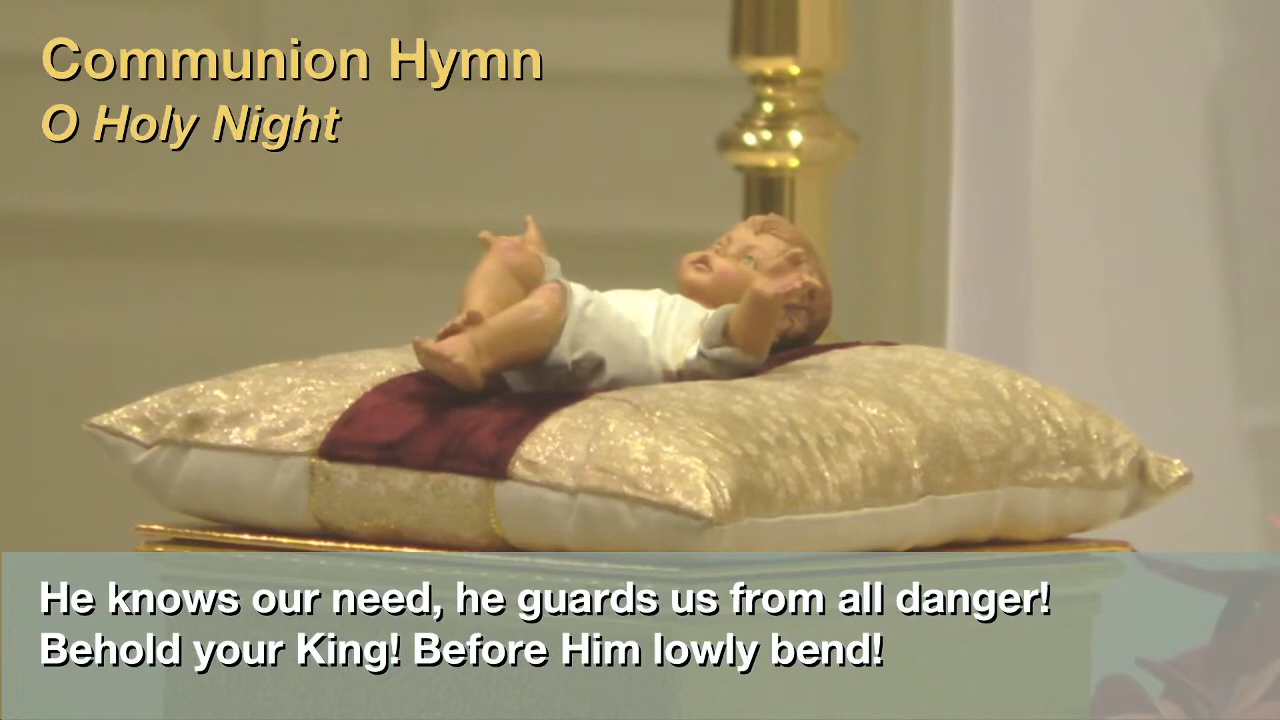 Communion Hymn
O Holy Night
He knows our need, he guards us from all danger!
Behold your King! Before Him lowly bend!